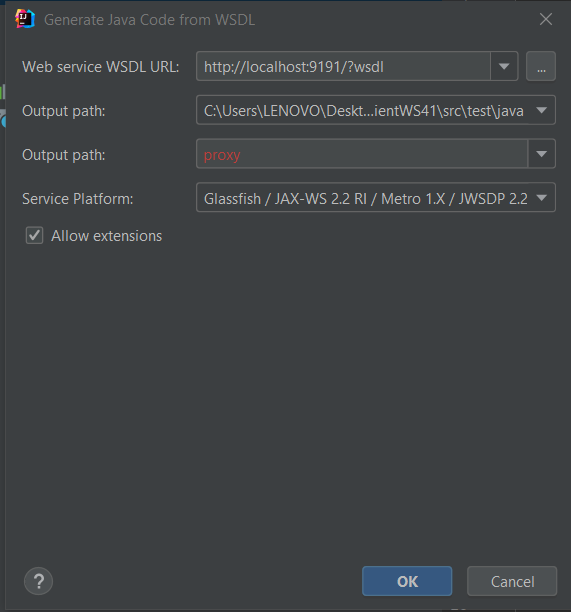 Generate Java Code from WSDL
Web service WSDL URL: http://localhost:9191/?wsdl ...
Output path: C:\Users\LENOVO\Deskt...ientWS41\src\test\java
Output path: proxy
Service Platform: Glassfish / JAX-WS 2.2 RI / Metro 1.X / JWSDP 2.2
Allow extensions
? OK Cancel